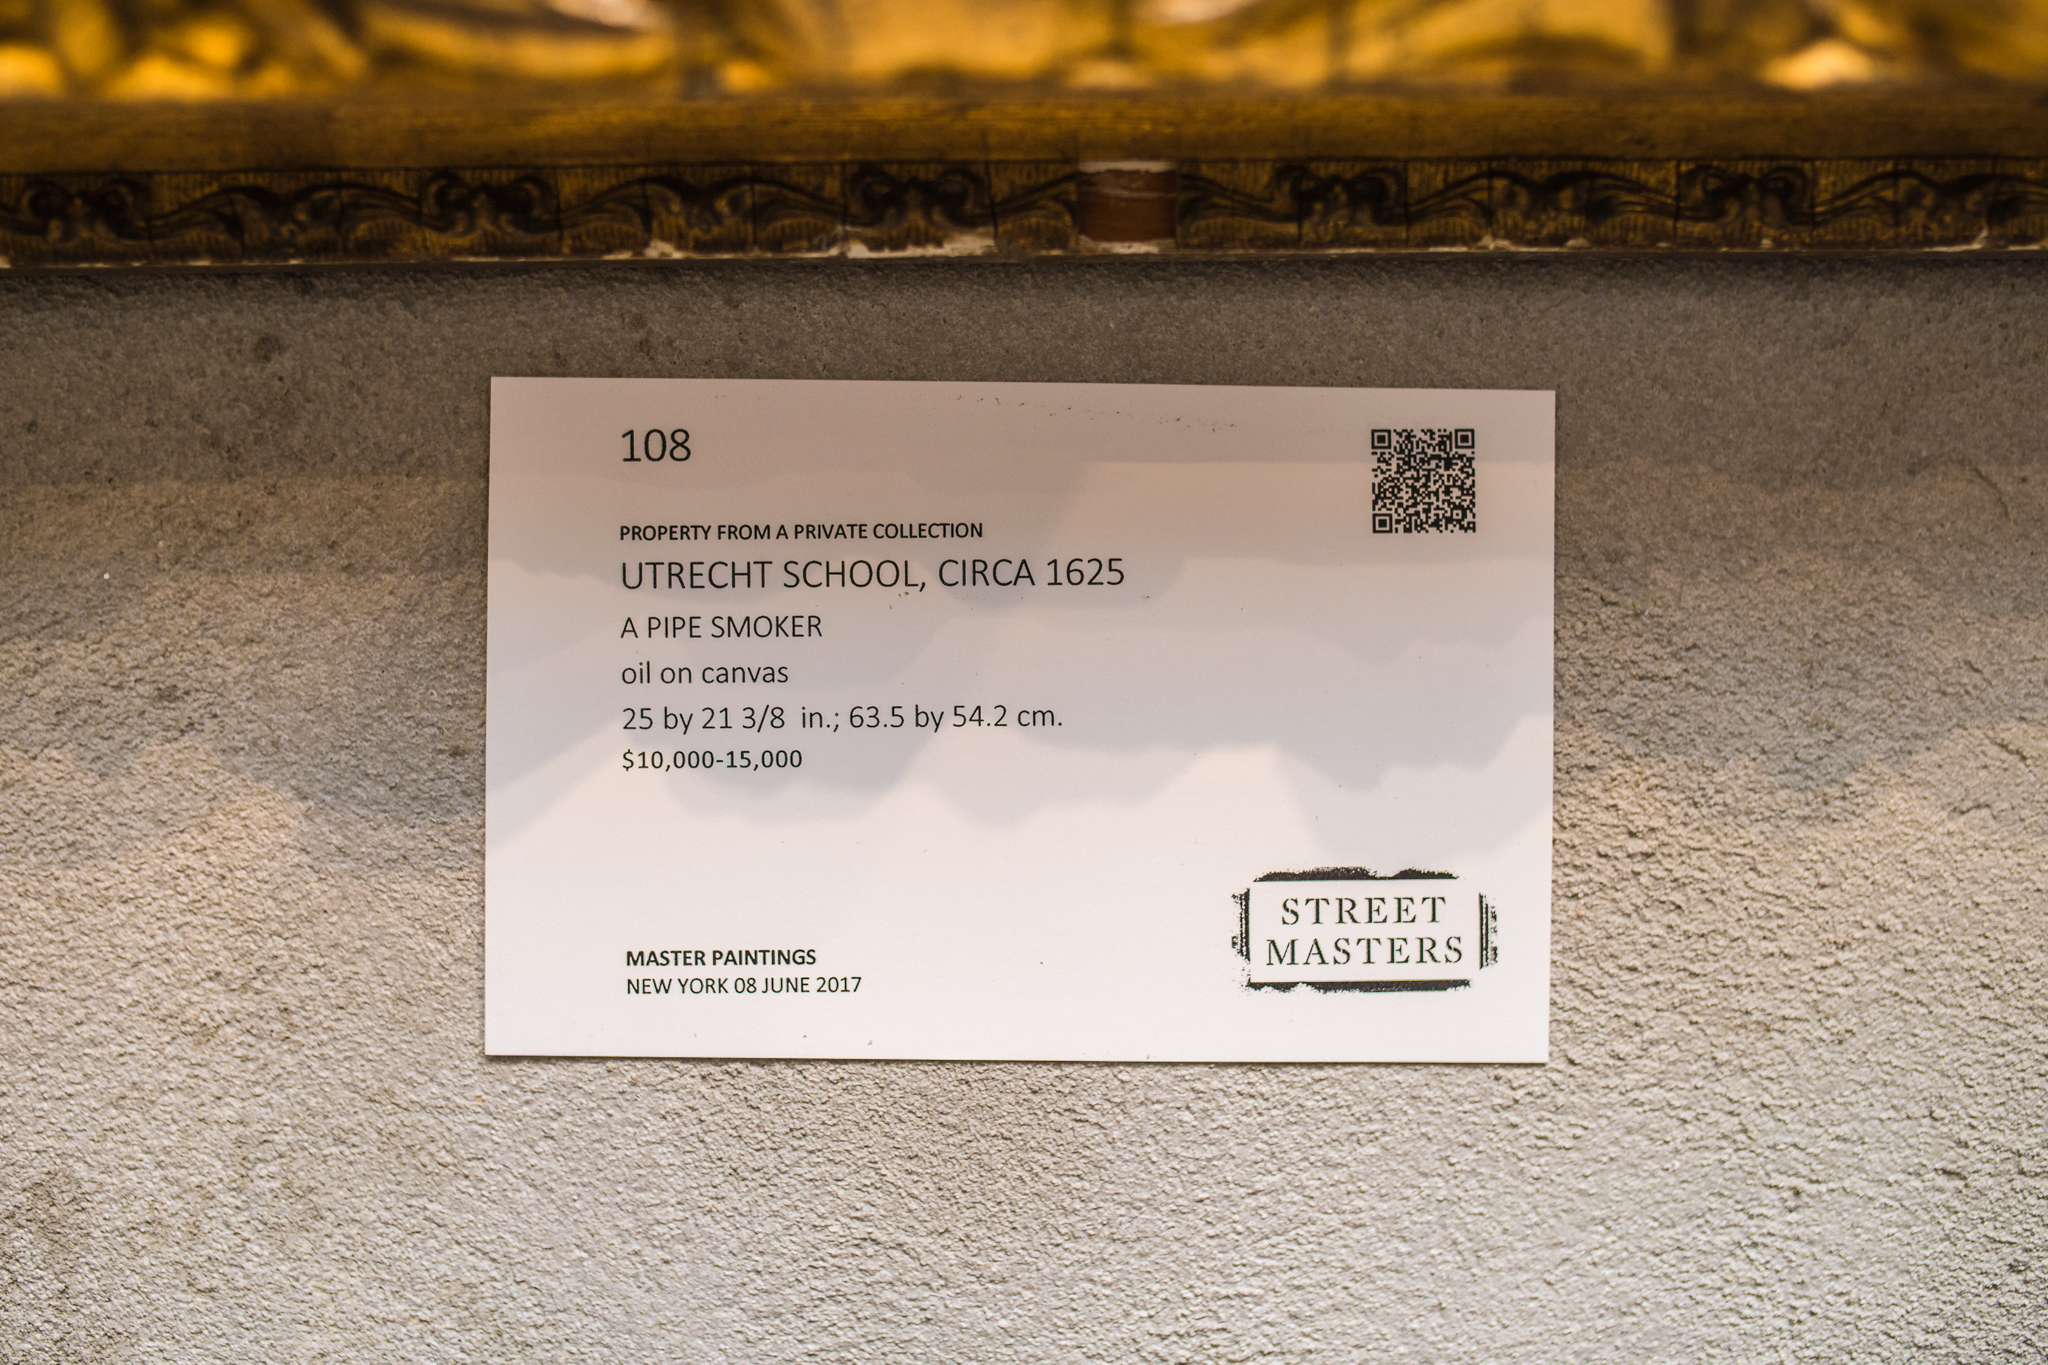 108
PROPERTY FROM A PRIVATE COLLECTION
UTRECHT SCHOOL, CIRCA 1625
A PIPE SMOKER
oil on canvas
25 by 21 3/8 in.; 63.5 by 54.2 cm.
$10,000-15,000
MASTER PAINTINGS
NEW YORK 08 JUNE 2017
STREET
MASTERS